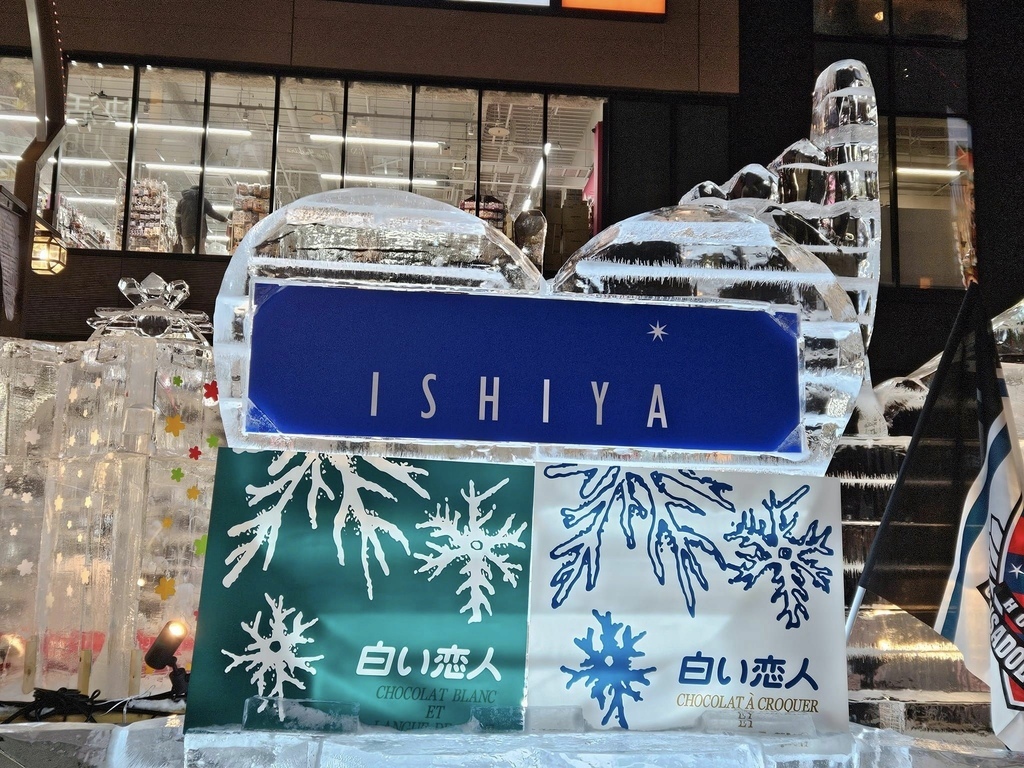 ISHIYA
白い恋人
CHOCOLAT BLANC
ET
白い恋人
CHOCOLAT À CROQUER